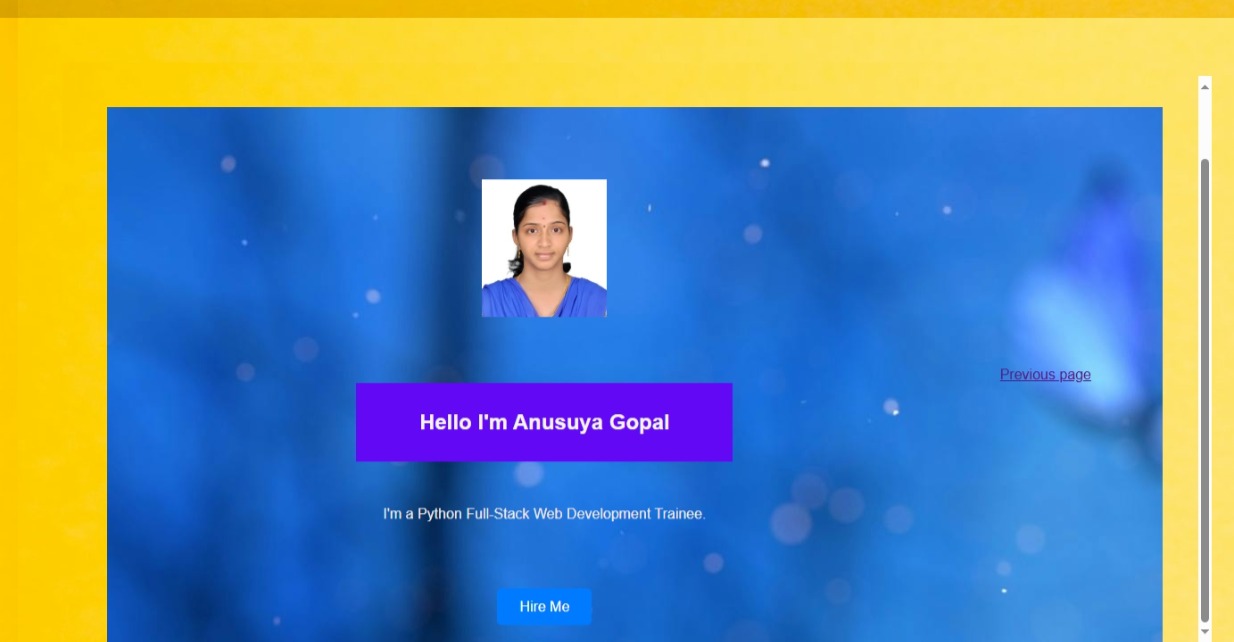 Previous page
Hello I'm Anusuya Gopal
I'm a Python Full-Stack Web Development Trainee.
Hire Me